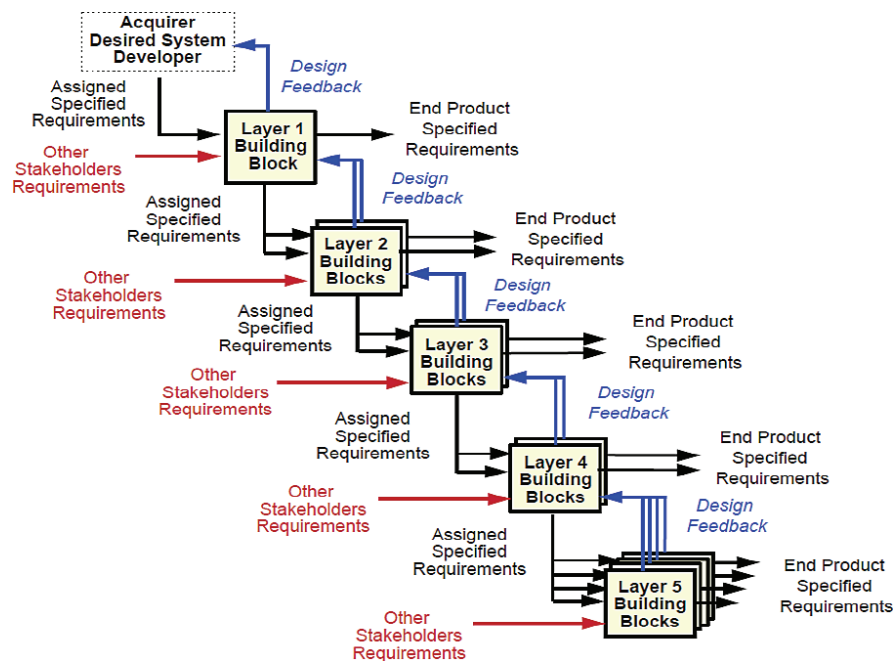 Acquirer
Desired System
Developer
Design
Feedback
Assigned
Specified
Requirements
Other
Stakeholders
Requirements
Layer 1
Building
Block
End Product
Specified
Requirements
Design
Feedback
Assigned
Specified
Requirements
Other
Stakeholders
Requirements
Layer 2
Building
Blocks
End Product
Specified
Requirements
Design
Feedback
Assigned
Specified
Requirements
Other
Stakeholders
Requirements
Layer 3
Building
Blocks
End Product
Specified
Requirements
Design
Feedback
Assigned
Specified
Requirements
Other
Stakeholders
Requirements
Layer 4
Building
Blocks
End Product
Specified
Requirements
Design
Feedback
Assigned
Specified
Requirements
Other
Stakeholders
Requirements
Layer 5
Building
Blocks
End Product
Specified
Requirements